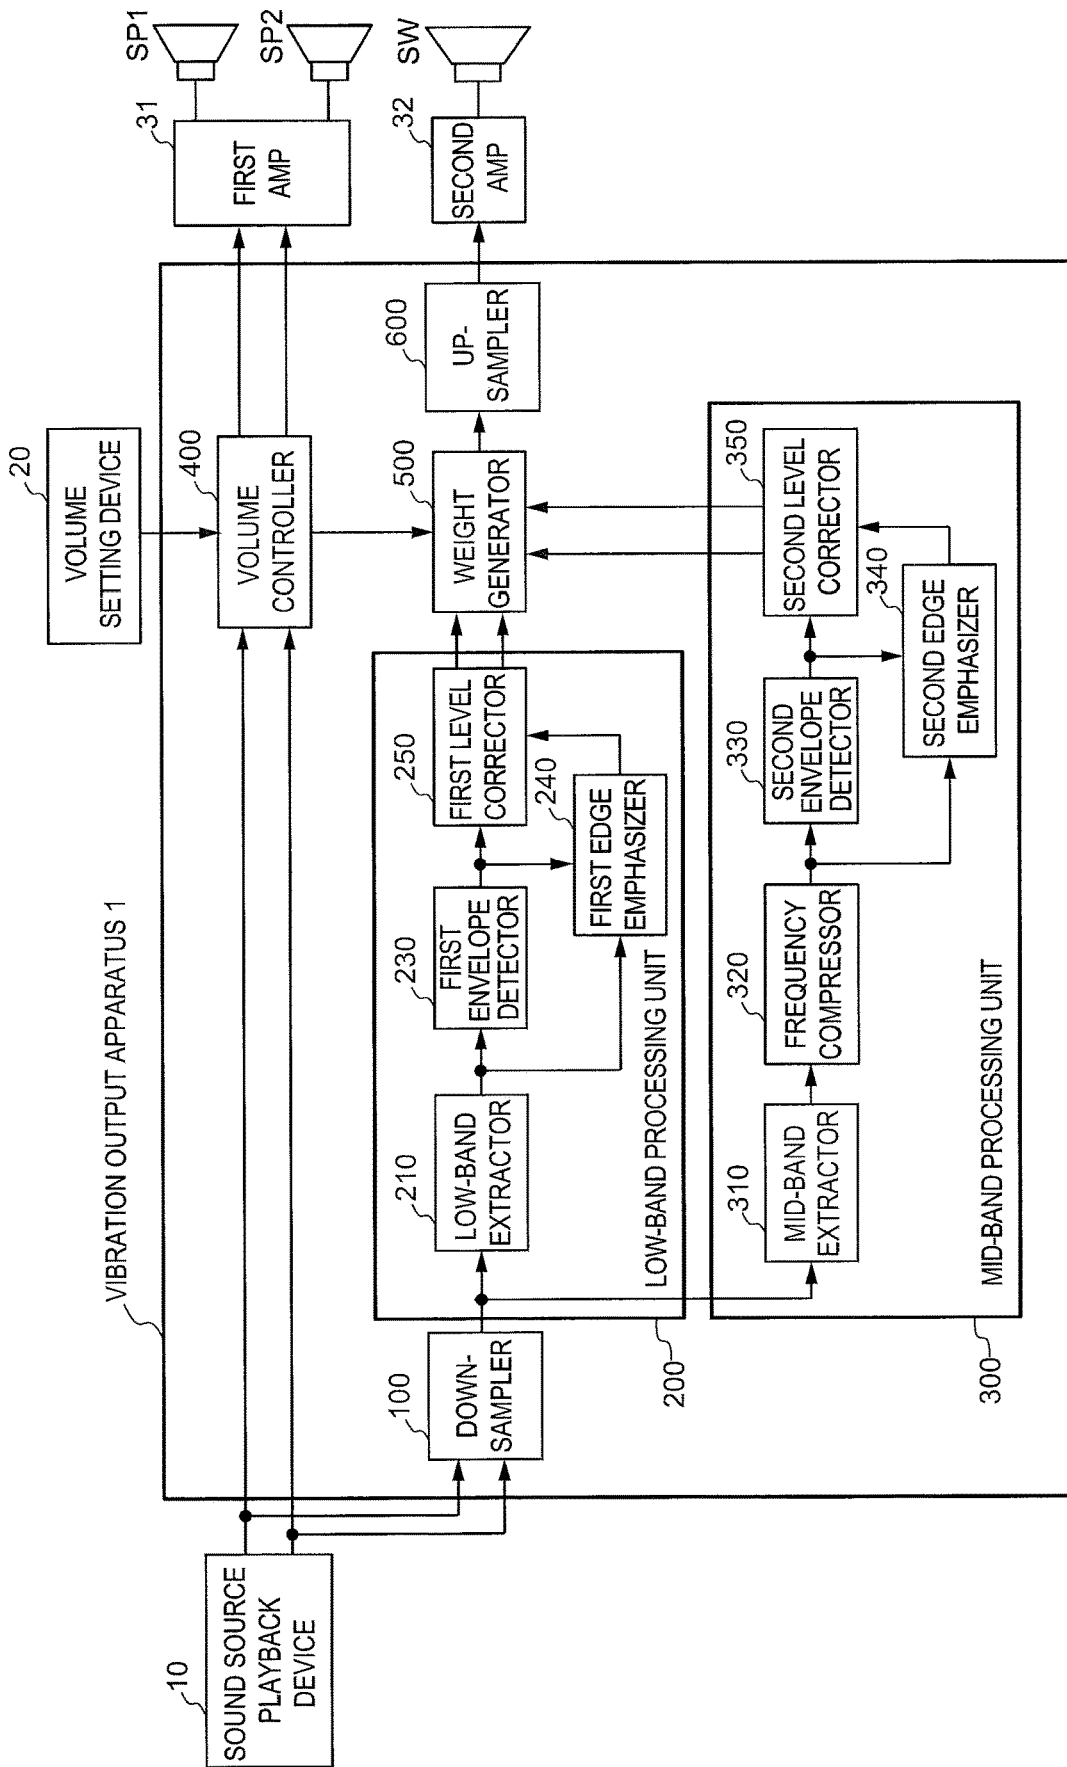 VIBRATION OUTPUT APPARATUS 1
10
SOUND SOURCE
PLAYBACK
DEVICE
20
VOLUME
SETTING DEVICE
400
VOLUME
CONTROLLER
31
FIRST
AMP
SP1
SP2
100
DOWN-
SAMPLER
210
LOW-BAND
EXTRACTOR
230
FIRST
ENVELOPE
DETECTOR
250
FIRST LEVEL
CORRECTOR
240
FIRST EDGE
EMPHASIZER
LOW-BAND PROCESSING UNIT
200
500
WEIGHT
GENERATOR
600
UP-
SAMPLER
32
SECOND
AMP
SW
310
MID-BAND
EXTRACTOR
320
FREQUENCY
COMPRESSOR
330
SECOND
ENVELOPE
DETECTOR
350
SECOND LEVEL
CORRECTOR
340
SECOND EDGE
EMPHASIZER
MID-BAND PROCESSING UNIT
300